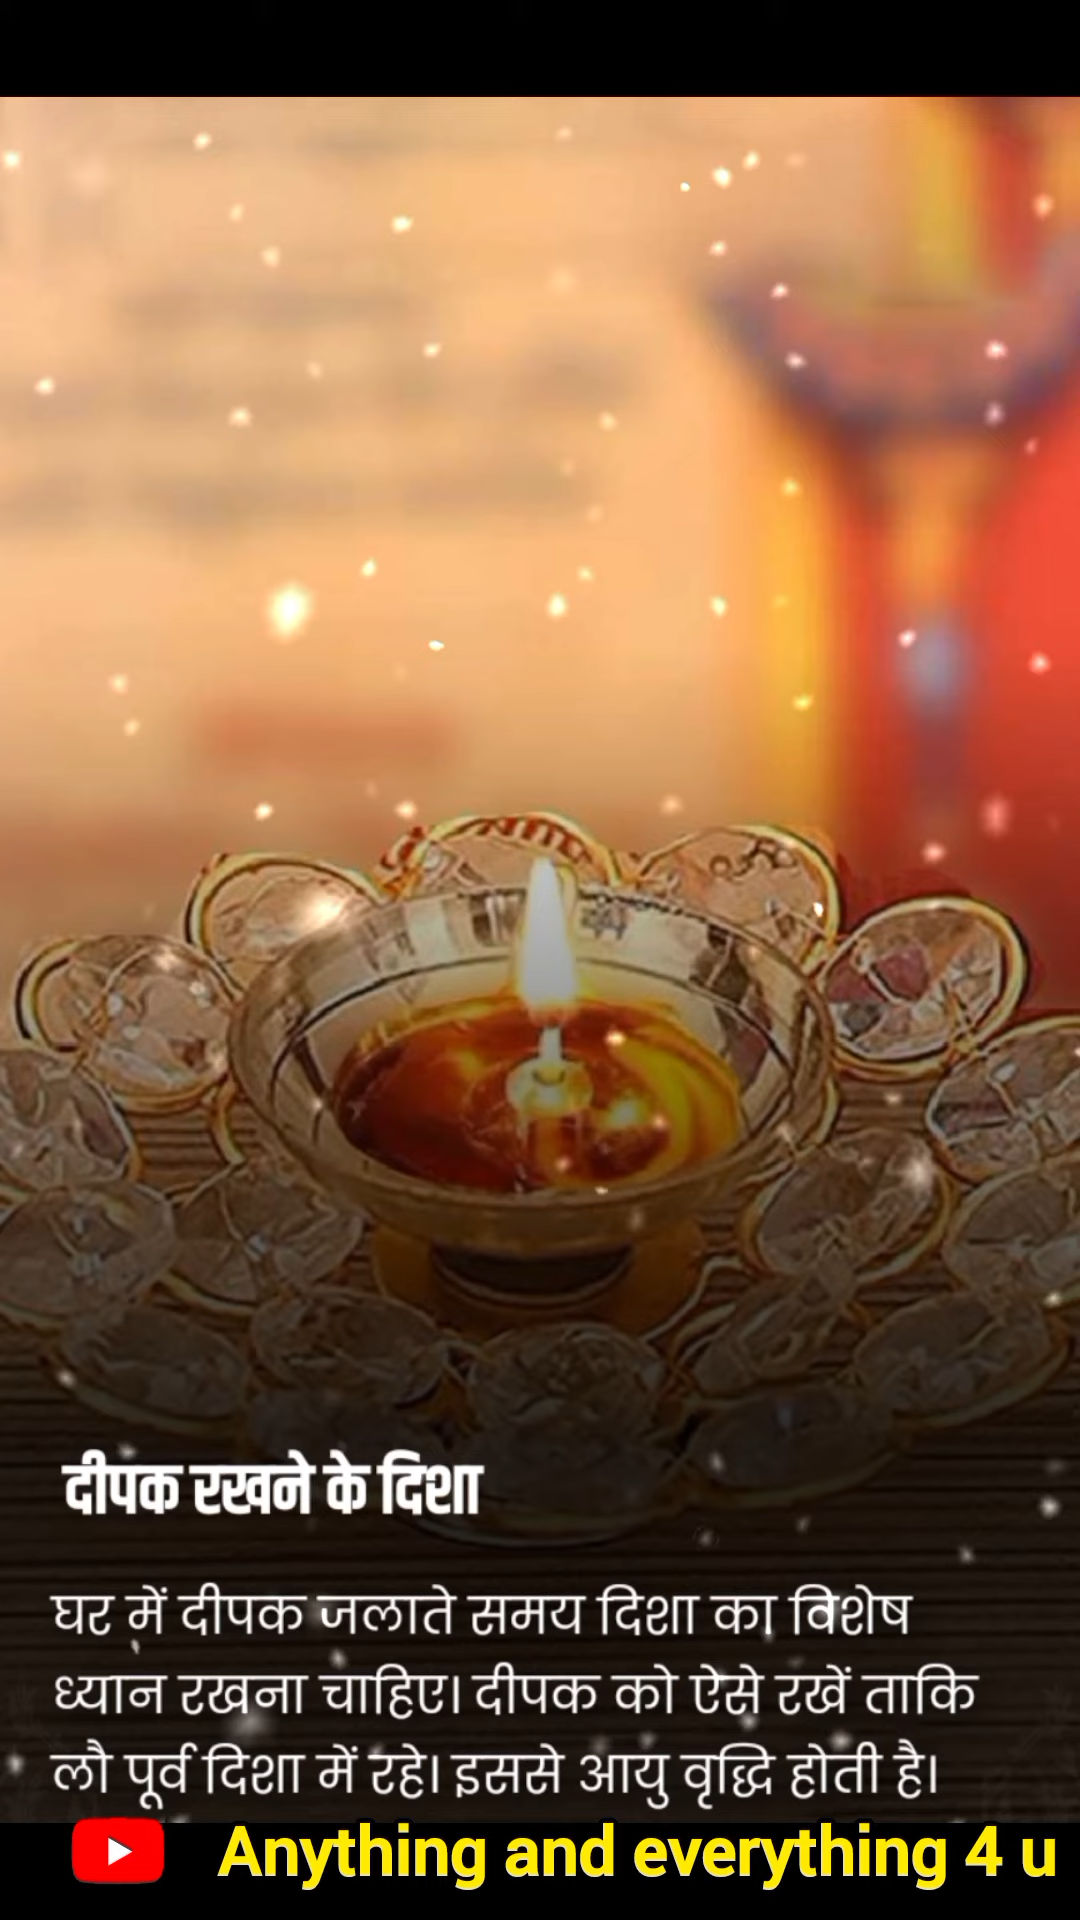 दीपक रखने के दिशा
घर में दीपक जलाते समय दिशा का विशेष
ध्यान रखना चाहिए। दीपक को ऐसे रखें ताकि
लौ पूर्व दिशा में रहे। इससे आयु वृद्धि होती है।
Anything and everything 4 u